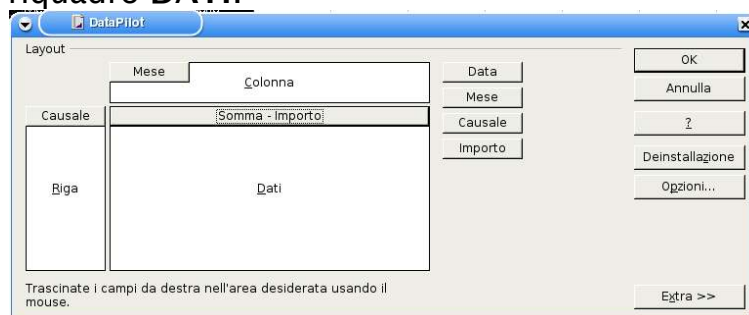 riquadro DATI.
DataPilot
Layout
Mese
Colonna
Causale
Somma - Importo
Riga
Dati
Data
Mese
Causale
Importo
OK
Annulla
?
Deinstallazione
Opzioni...
Extra >>
Trascinate i campi da destra nell'area desiderata usando il
mouse.